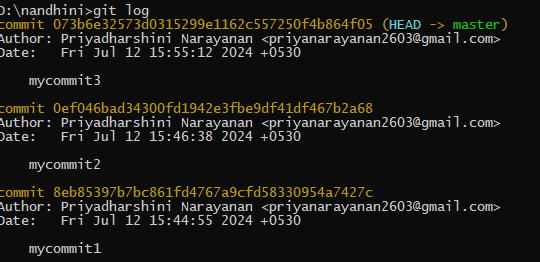 D:\nandhini>git log
commit 073b6e32573d0315299e1162c557250f4b864f05 (HEAD -> master)
Author: Priyadharshini Narayanan <priyanarayanan2603@gmail.com>
Date:   Fri Jul 12 15:55:12 2024 +0530
mycommit3
commit 0ef046bad34300fd1942e3fbe9df41df467b2a68
Author: Priyadharshini Narayanan <priyanarayanan2603@gmail.com>
Date:   Fri Jul 12 15:46:38 2024 +0530
mycommit2
commit 8eb85397b7bc861fd4767a9cfd58330954a7427c
Author: Priyadharshini Narayanan <priyanarayanan2603@gmail.com>
Date:   Fri Jul 12 15:44:55 2024 +0530
mycommit1